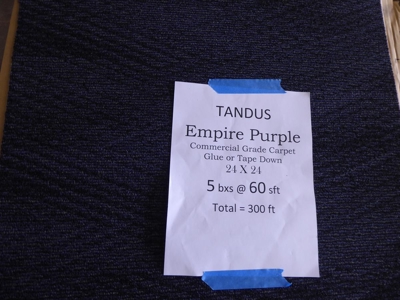 TANDUS
Empire Purple
Commercial Grade Carpet
Glue or Tape Down
24 X 24
5 bxs @ 60 sft
Total = 300 ft